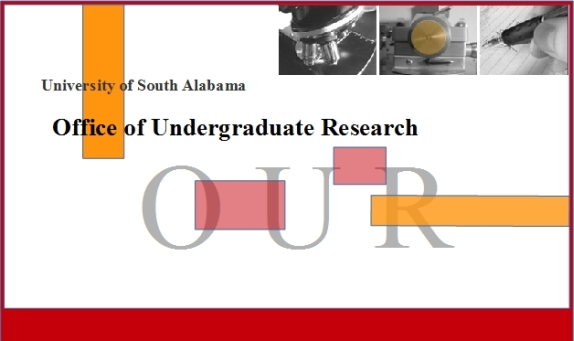 University of South Alabama
Office of Undergraduate Research
OUR